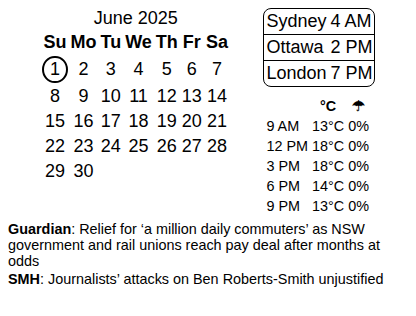 June 2025
Su Mo Tu We Th Fr Sa
1 2 3 4 5 6 7
8 9 10 11 12 13 14
15 16 17 18 19 20 21
22 23 24 25 26 27 28
29 30
Sydney 4 AM
Ottawa 2 PM
London 7 PM
°C ☂
9 AM 13°C 0%
12 PM 18°C 0%
3 PM 18°C 0%
6 PM 14°C 0%
9 PM 13°C 0%
Guardian: Relief for ‘a million daily commuters’ as NSW
government and rail unions reach pay deal after months at
odds
SMH: Journalists’ attacks on Ben Roberts-Smith unjustified